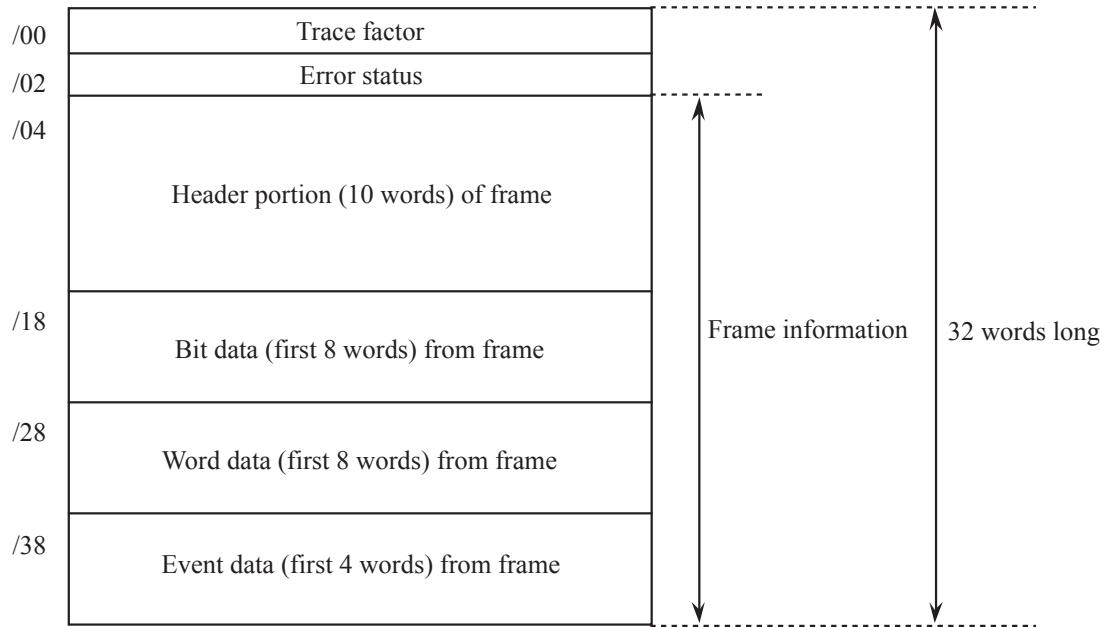 /00
Trace factor
/02
Error status
/04
Header portion (10 words) of frame
/18
Bit data (first 8 words) from frame
Frame information
32 words long
/28
Word data (first 8 words) from frame
/38
Event data (first 4 words) from frame